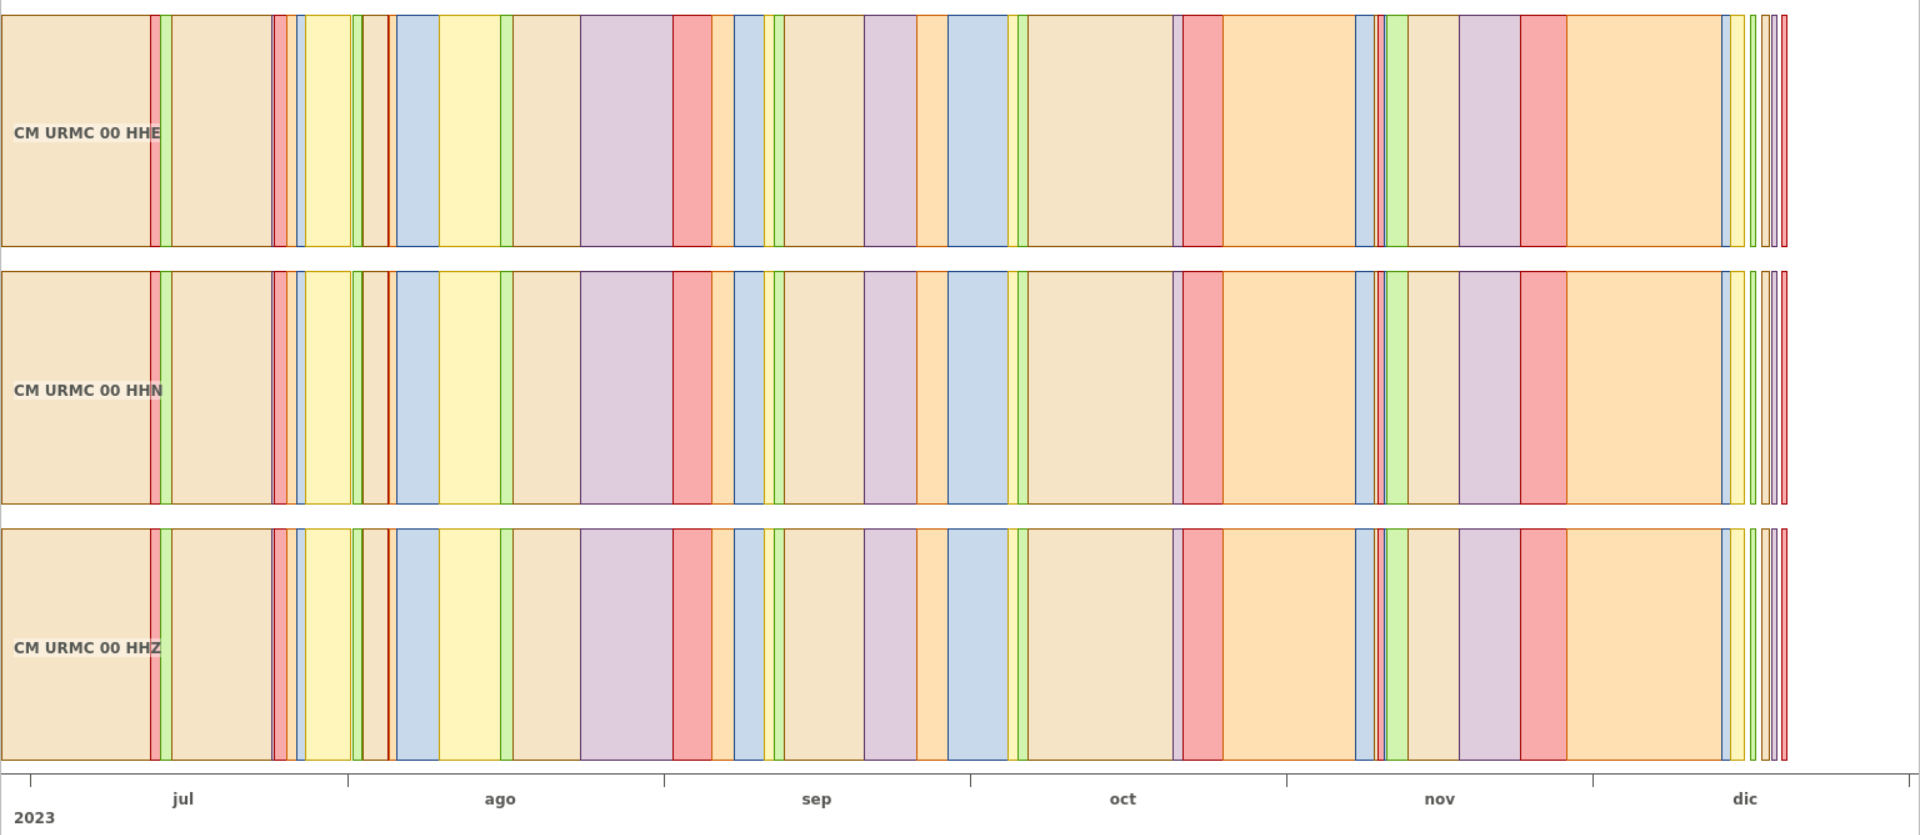 CM URMC 00 HHE
CM URMC 00 HHN
CM URMC 00 HHZ
jul ago sep oct nov dic
2023